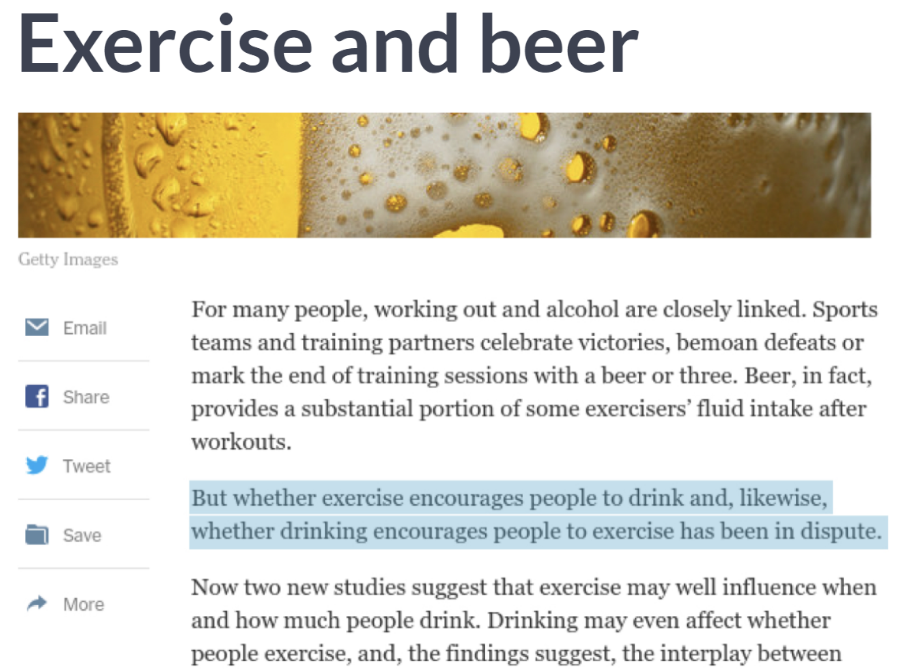 Exercise and beer
Getty Images
Email
Share
Tweet
Save
More
For many people, working out and alcohol are closely linked. Sports
teams and training partners celebrate victories, bemoan defeats or
mark the end of training sessions with a beer or three. Beer, in fact,
provides a substantial portion of some exercisers’ fluid intake after
workouts.
But whether exercise encourages people to drink and, likewise,
whether drinking encourages people to exercise has been in dispute.
Now two new studies suggest that exercise may well influence when
and how much people drink. Drinking may even affect whether
people exercise, and, the findings suggest, the interplay between